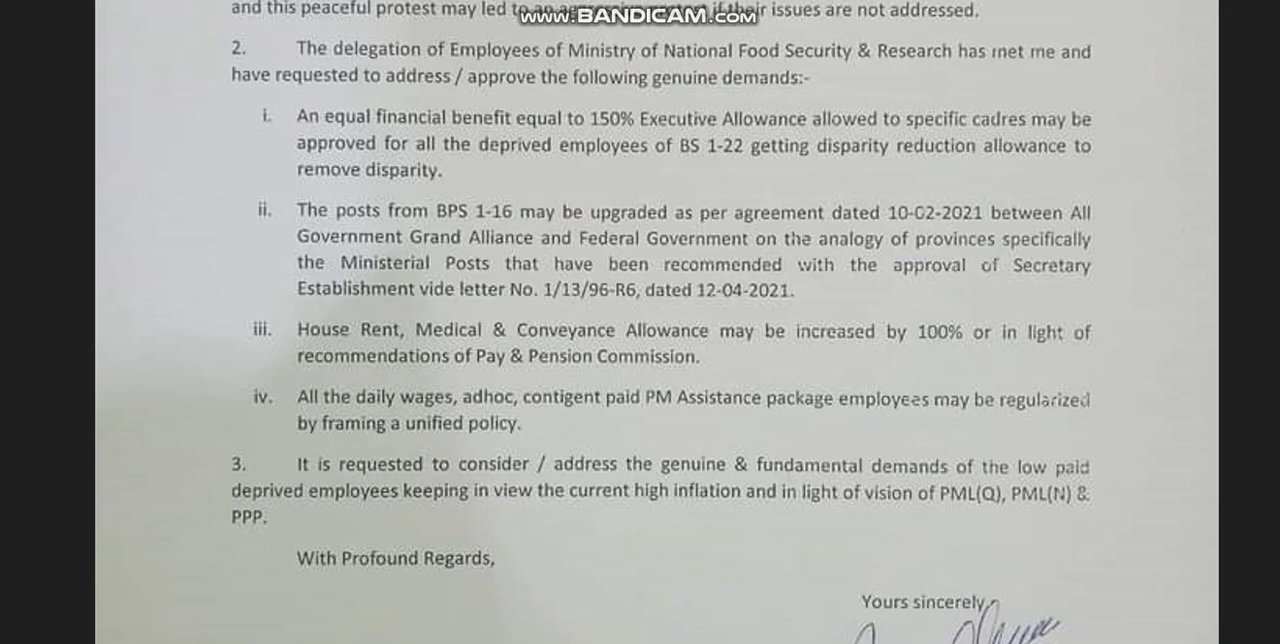 and this peaceful protest may led to an if their issues are not addressed.
www.BANDICAM.com
2. The delegation of Employees of Ministry of National Food Security & Research has met me and
have requested to address / approve the following genuine demands:-
i. An equal financial benefit equal to 150% Executive Allowance allowed to specific cadres may be
approved for all the deprived employees of BS 1-22 getting disparity reduction allowance to
remove disparity.
ii. The posts from BPS 1-16 may be upgraded as per agreement dated 10-02-2021 between All
Government Grand Alliance and Federal Government on the analogy of provinces specifically
the Ministerial Posts that have been recommended with the approval of Secretary
Establishment vide letter No. 1/13/96-R6, dated 12-04-2021.
iii. House Rent, Medical & Conveyance Allowance may be increased by 100% or in light of
recommendations of Pay & Pension Commission.
iv. All the daily wages, adhoc, contigent paid PM Assistance package employees may be regularized
by framing a unified policy.
3. It is requested to consider / address the genuine & fundamental demands of the low paid
deprived employees keeping in view the current high inflation and in light of vision of PML(Q), PML(N) &
PPP.
With Profound Regards,
Yours sincerely,